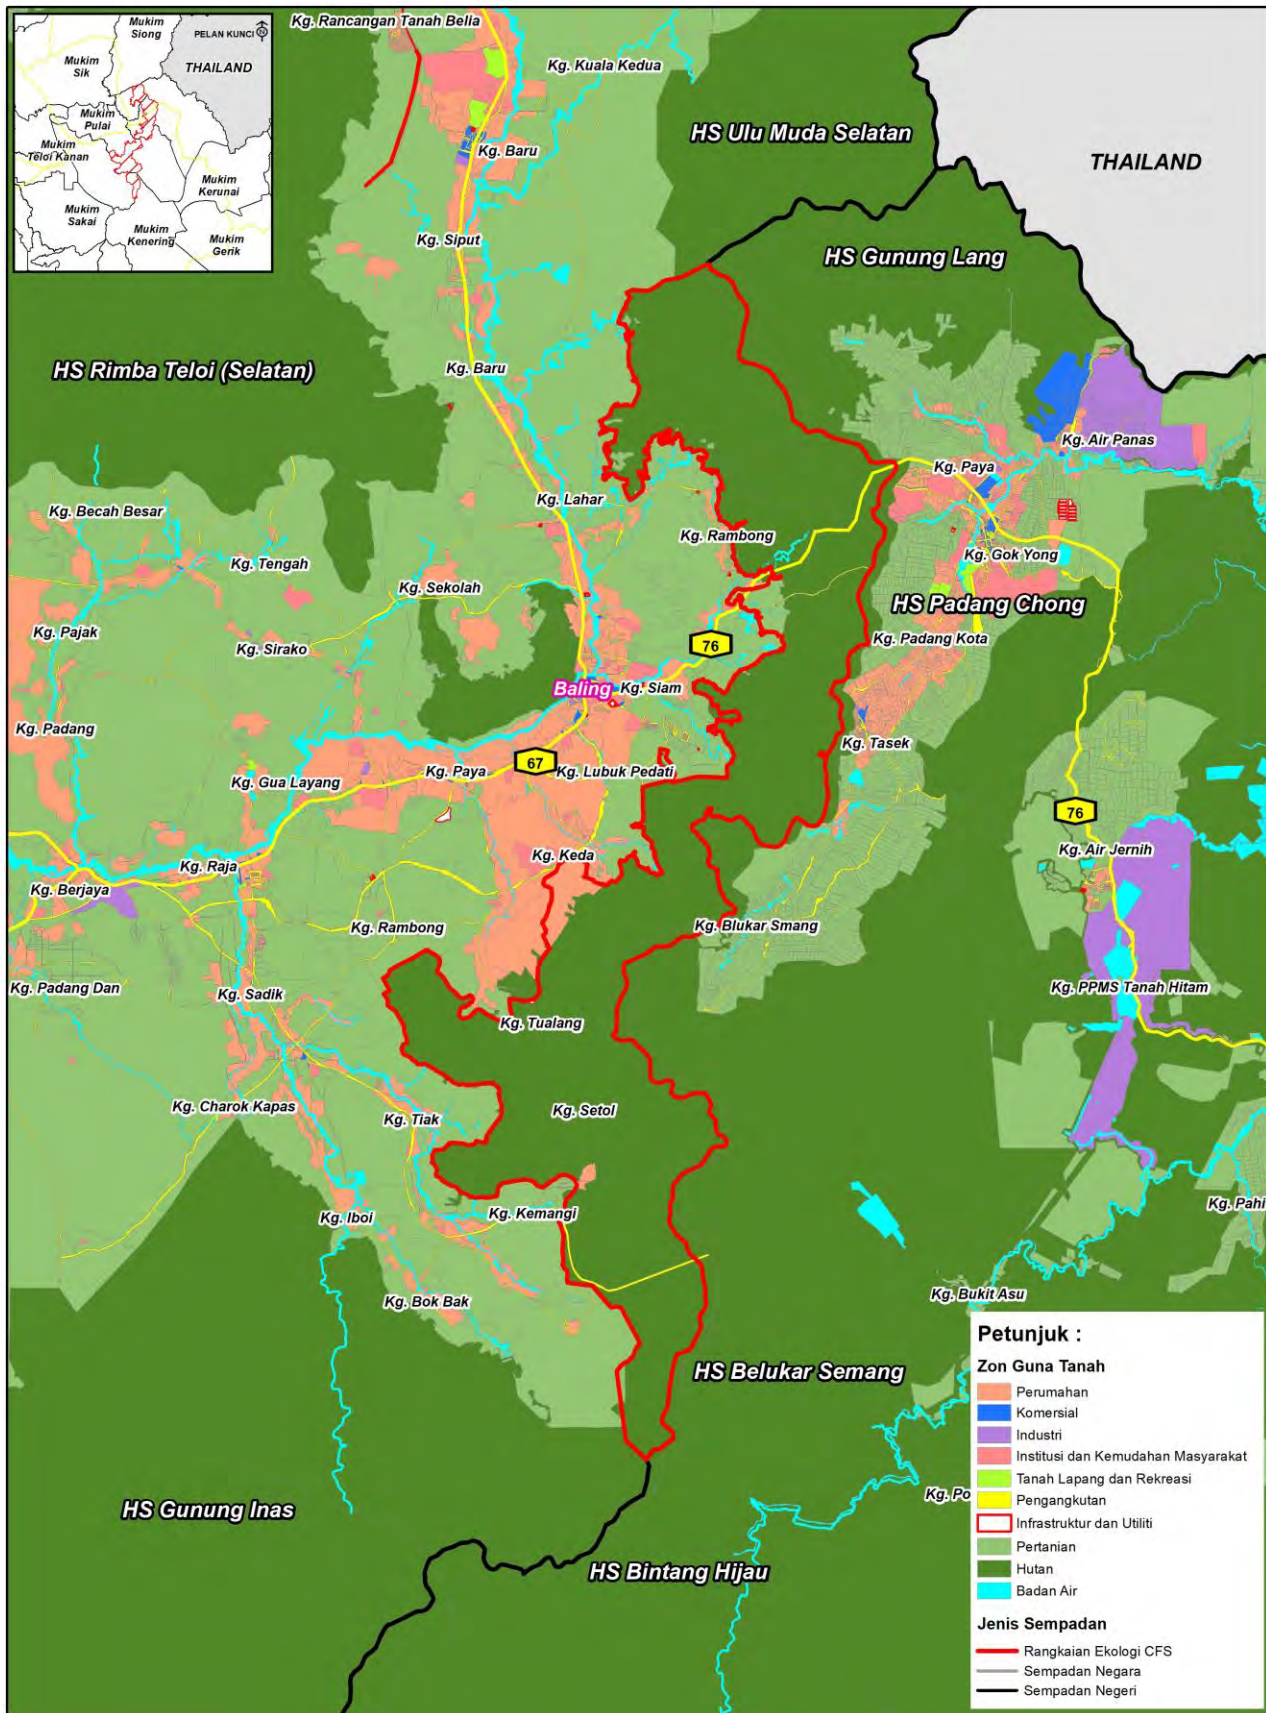 Mukim
Siong
PELAN KUNCI
N
THAILAND
Mukim
Sik
Mukim
Pulai
Mukim
Teloi Kanan
Mukim
Kerunai
Mukim
Sakai
Mukim
Kenering
Mukim
Gerik
Kg. Rancangan Tanah Belia
Kg. Kuala Kedua
HS Ulu Muda Selatan
THAILAND
Kg. Baru
Kg. Siput
HS Gunung Lang
HS Rimba Teloi (Selatan)
Kg. Baru
Kg. Air Panas
Kg. Paya
Kg. Lahar
Kg. Becah Besar
Kg. Rambong
Kg. Gok Yong
Kg. Tengah
Kg. Sekolah
HS Padang Chong
Kg. Pajak
Kg. Sirako
76
Kg. Padang Kota
Baling
Kg. Siam
Kg. Padang
Kg. Tasek
67
Kg. Gua Layang
Kg. Paya
Kg. Lubuk Pedati
76
Kg. Air Jernih
Kg. Keda
Kg. Raja
Kg. Berjaya
Kg. Rambong
Kg. Blukar Smang
Kg. Padang Dan
Kg. Sadik
Kg. PPMS Tanah Hitam
Kg. Tualang
Kg. Charok Kapas
Kg. Tiak
Kg. Setol
Kg. Iboi
Kg. Kemangi
Kg. Pahi
Kg. Bok Bak
Kg. Bukit Asu
HS Belukar Semang
HS Gunung Inas
Kg. Po
HS Bintang Hijau
Petunjuk :
Zon Guna Tanah
Perumahan
Komersial
Industri
Institusi dan Kemudahan Masyarakat
Tanah Lapang dan Rekreasi
Pengangkutan
Infrastruktur dan Utiliti
Pertanian
Hutan
Badan Air
Jenis Sempadan
Rangkaian Ekologi CFS
Sempadan Negara
Sempadan Negeri